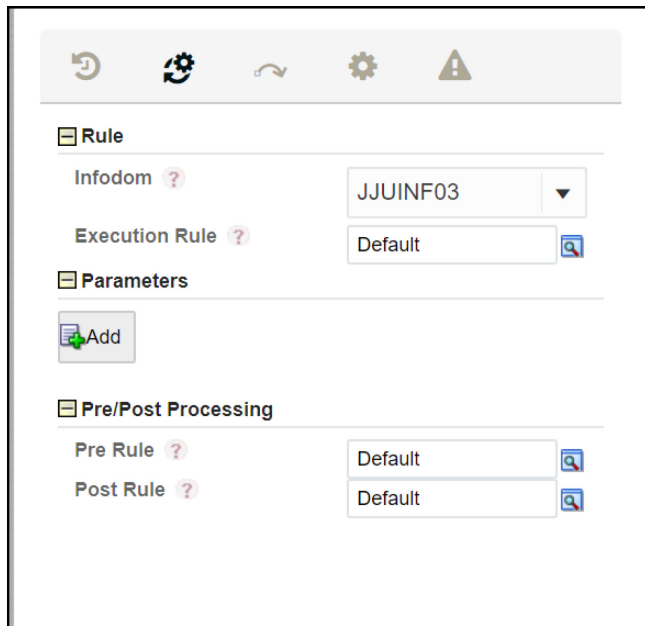 Rule
Infodom ?
JJUINF03
Execution Rule ?
Default
Parameters
Add
Pre/Post Processing
Pre Rule ?
Default
Post Rule ?
Default